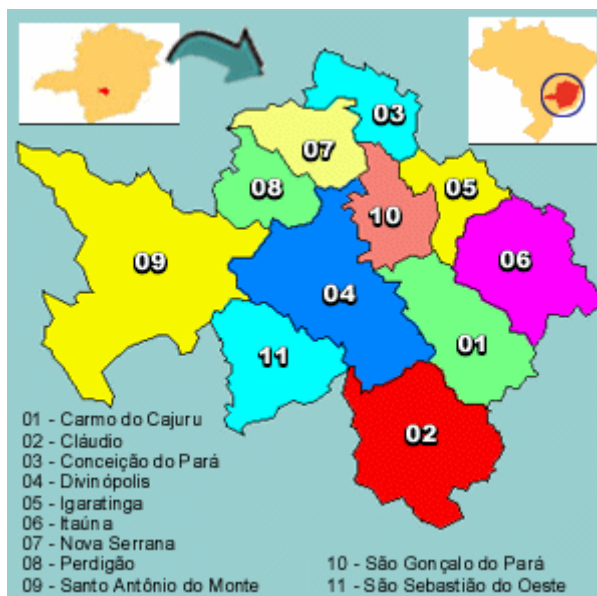 03
07
05
08
10
09
06
04
01
11
02
01 - Carmo do Cajuru
02 - Cláudio
03 - Conceição do Pará
04 - Divinópolis
05 - Igaratinga
06 - Itaúna
07 - Nova Serrana
08 - Perdigão
09 - Santo Antônio do Monte
10 - São Gonçalo do Pará
11 - São Sebastião do Oeste